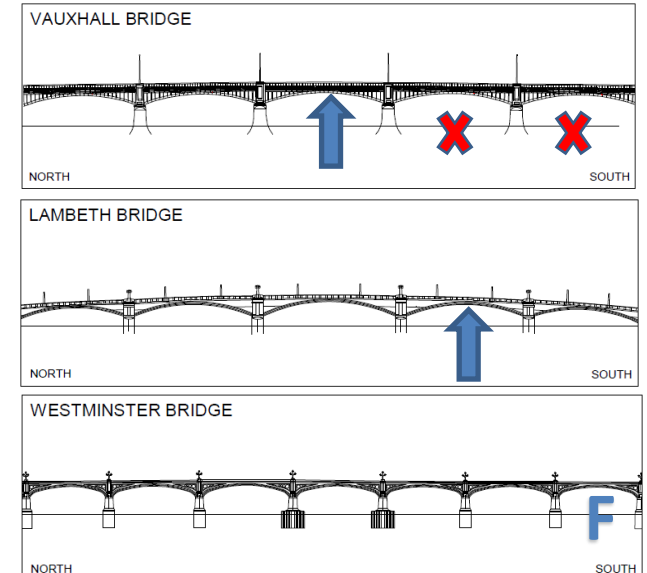 VAUXHALL BRIDGE
NORTH
SOUTH
LAMBETH BRIDGE
NORTH
SOUTH
WESTMINSTER BRIDGE
F
NORTH
SOUTH